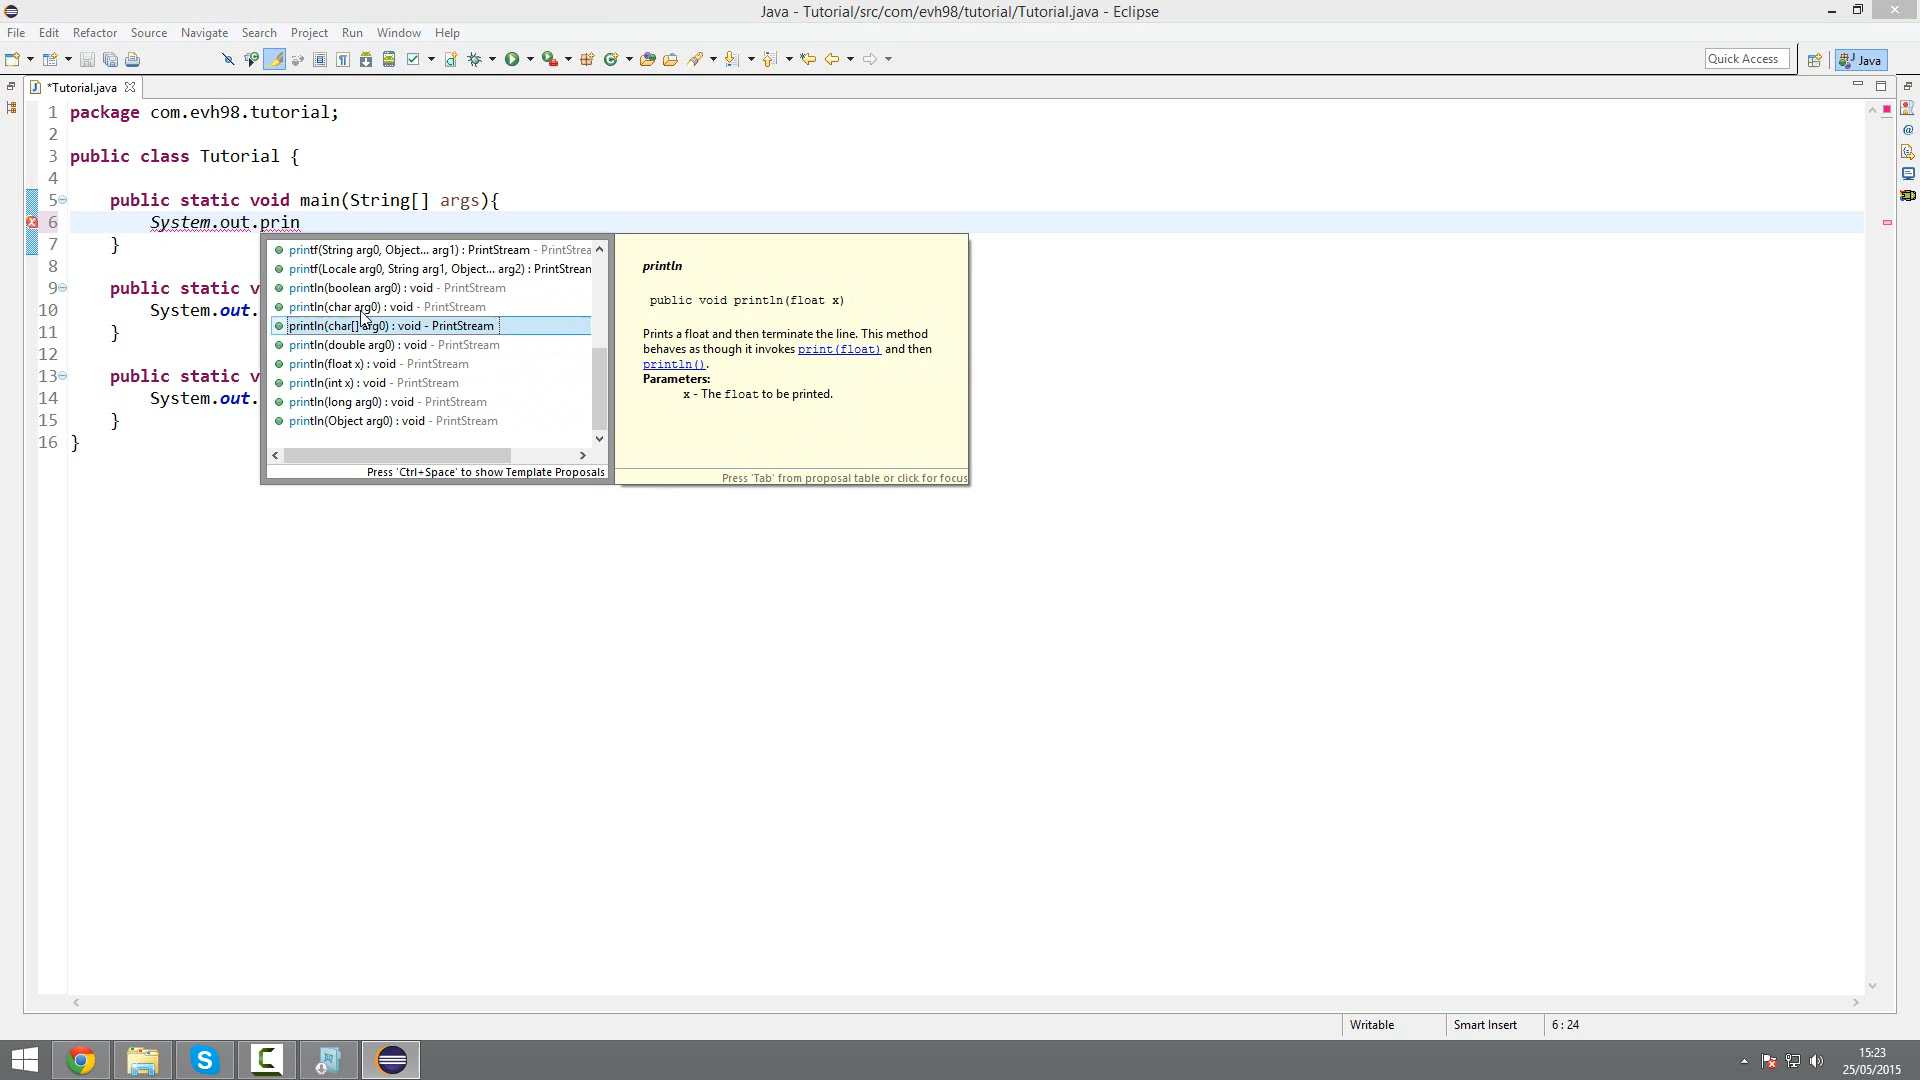 Java - Tutorial/src/com/evh98/tutorial/Tutorial.java - Eclipse
File Edit Refactor Source Navigate Search Project Run Window Help
Quick Access
Java
*Tutorial.java
1 package com.evh98.tutorial;
2
3 public class Tutorial {
4
5 public static void main(String[] args){
6 System.out.prin
7 }
8
9 public static v
10 System.out.
11 }
12
13 public static v
14 System.out.
15 }
16 }
printf(String arg0, Object... arg1) : PrintStream - PrintStrea
printf(Locale arg0, String arg1, Object... arg2) : PrintStream
println(boolean arg0) : void - PrintStream
println(char arg0) : void - PrintStream
println(char[] arg0) : void - PrintStream
println(double arg0) : void - PrintStream
println(float x) : void - PrintStream
println(int x) : void - PrintStream
println(long arg0) : void - PrintStream
println(Object arg0) : void - PrintStream
Press 'Ctrl+Space' to show Template Proposals
println
public void println(float x)
Prints a float and then terminate the line. This method
behaves as though it invokes print(float) and then
println().
Parameters:
x - The float to be printed.
Press 'Tab' from proposal table or click for focus
Writable
Smart Insert
6 : 24
15:23
25/05/2015